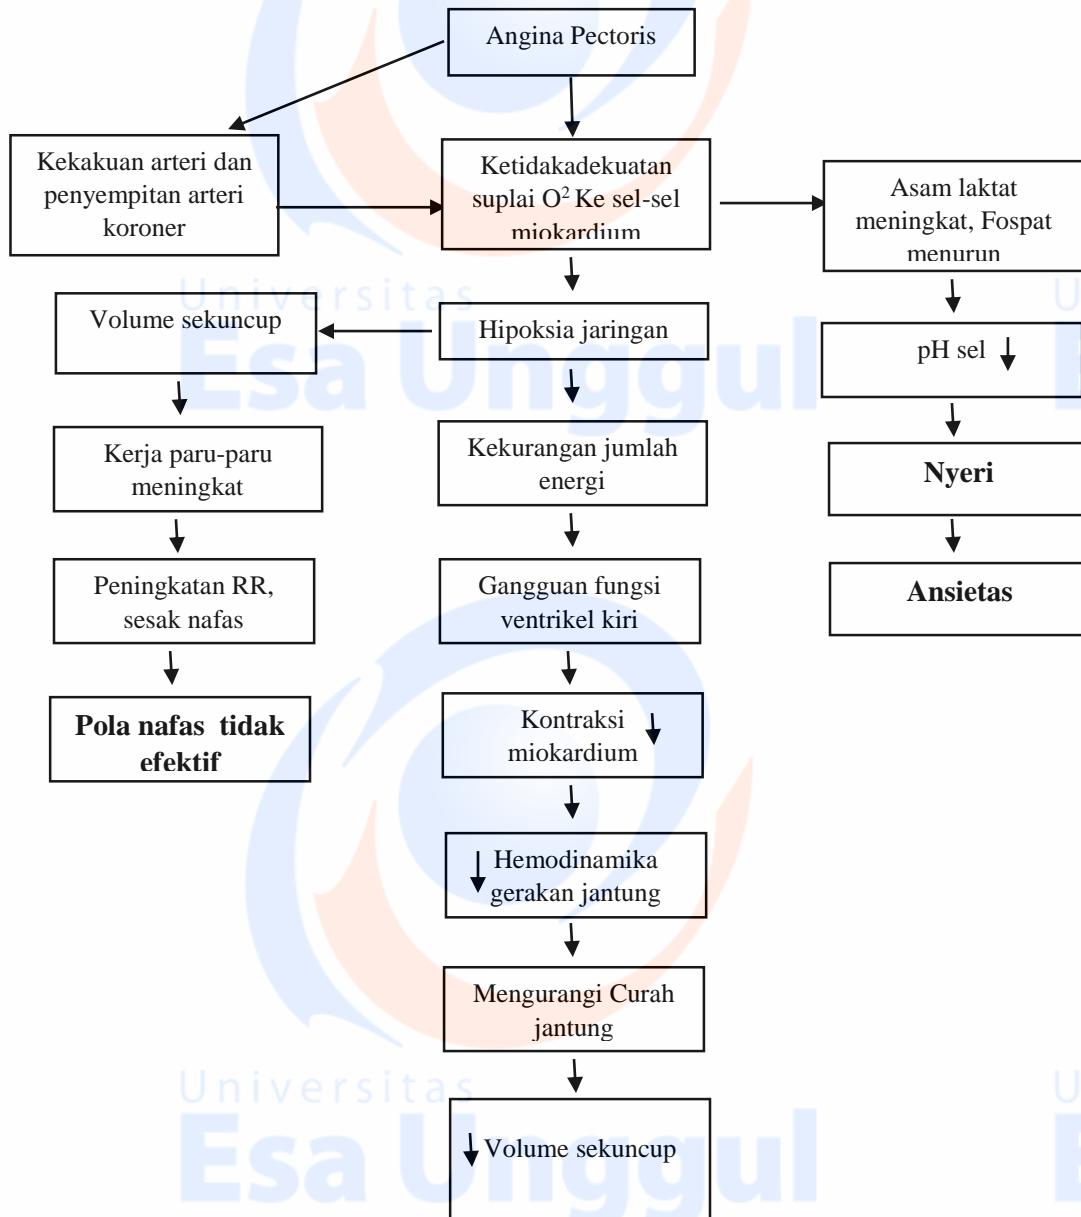 Angina Pectoris
Kekakuan arteri dan
penyempitan arteri
koroner
Ketidakadekuatan
suplai O² Ke sel-sel
miokardium
Asam laktat
meningkat, Fospat
menurun
Universitas
Esa Unggul
Volume sekuncup
Hipoksia jaringan
pH sel ↓
Kerja paru-paru
meningkat
Kekurangan jumlah
energi
Nyeri
Peningkatan RR,
sesak nafas
Gangguan fungsi
ventrikel kiri
Ansietas
Pola nafas tidak
efektif
Kontraksi ↓
miokardium
↓ Hemodinamika
gerakan jantung
Mengurangi Curah
jantung
Universitas
Esa Unggul
↓ Volume sekuncup